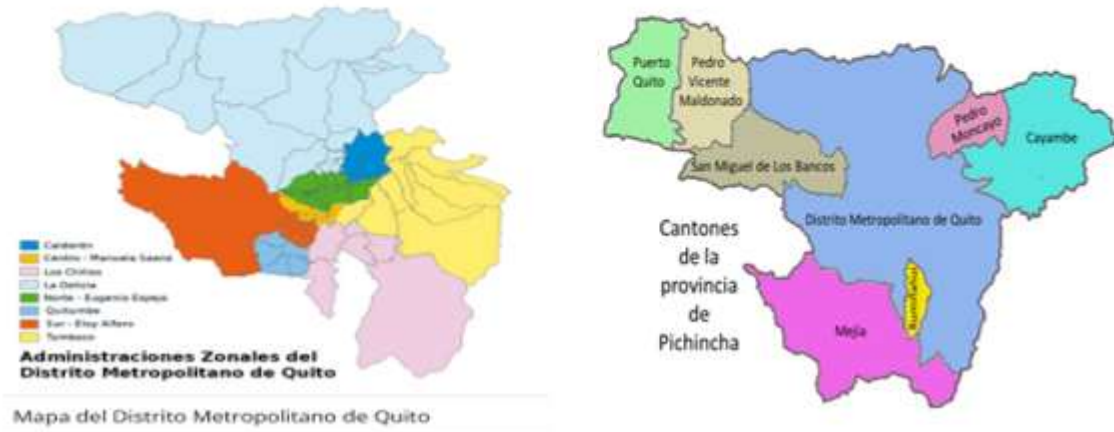 Calderón
Centro - Manuela Saenz
Los Chillos
La Delicia
Norte - Eugenio Espejo
Quitumbe
Sur - Eloy Alfaro
Tumbaco
Administraciones Zonales del
Distrito Metropolitano de Quito
Mapa del Distrito Metropolitano de Quito
Puerto
Quito
Pedro
Vicente
Maldonado
Pedro
Moncayo
Cayambe
San Miguel de Los Bancos
Distrito Metropolitano de Quito
Cantones
de la
provincia
de
Pichincha
Rumiñahui
Mejía